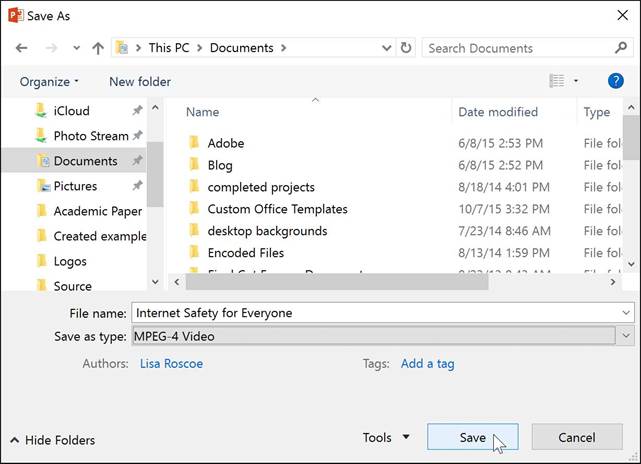 Save As
This PC > Documents >
Search Documents
Organize
New folder
?
iCloud
Photo Stream
Documents
Pictures
Academic Paper
Created example
Logos
Source
Name Date modified Type
Adobe 6/8/15 2:53 PM File fol
Blog 6/8/15 2:52 PM File fol
completed projects 8/18/14 4:01 PM File fol
Custom Office Templates 10/7/15 3:32 PM File fol
desktop backgrounds 7/23/14 8:46 AM File fol
Encoded Files 8/13/14 1:59 PM File fol
File name: Internet Safety for Everyone
Save as type: MPEG-4 Video
Authors: Lisa Roscoe Tags: Add a tag
Hide Folders Tools Save Cancel